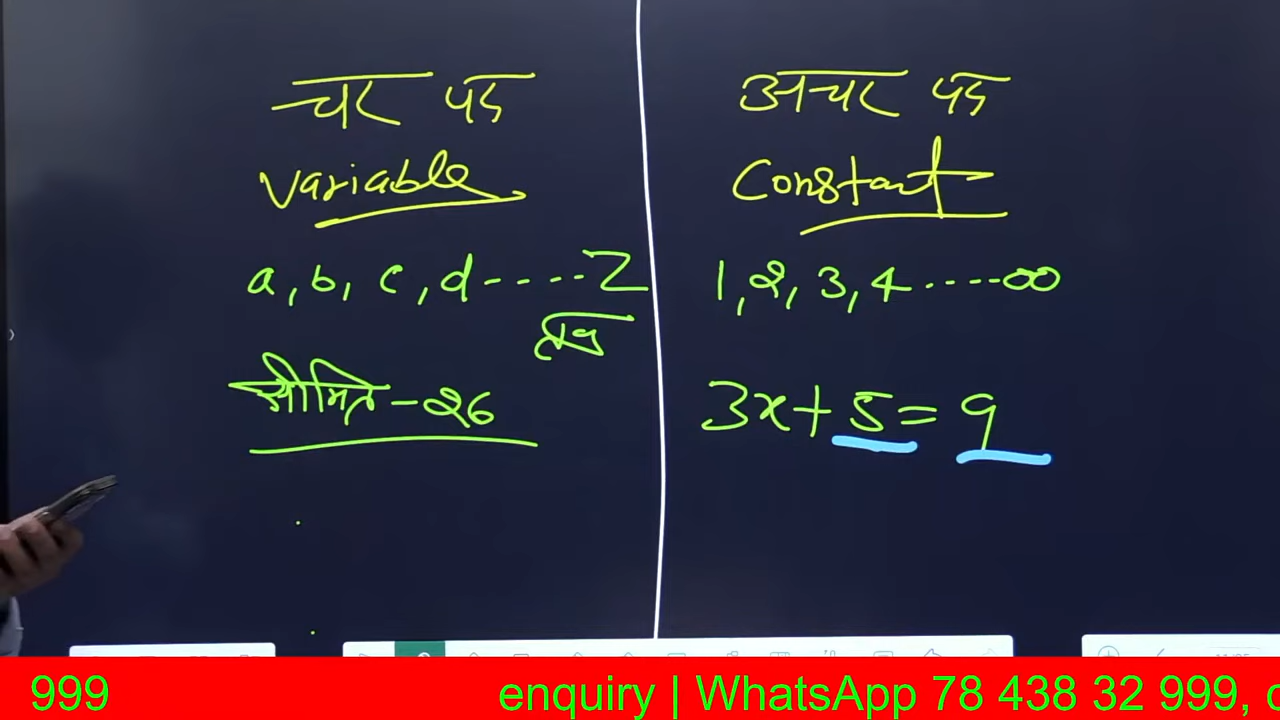 चर पद
Variable
a, b, c, d-----Z
सीमित - 26
अचर पद
Constant
1, 2, 3, 4.....∞
3x + 5 = 9
999 enquiry | WhatsApp 78 438 32 999,